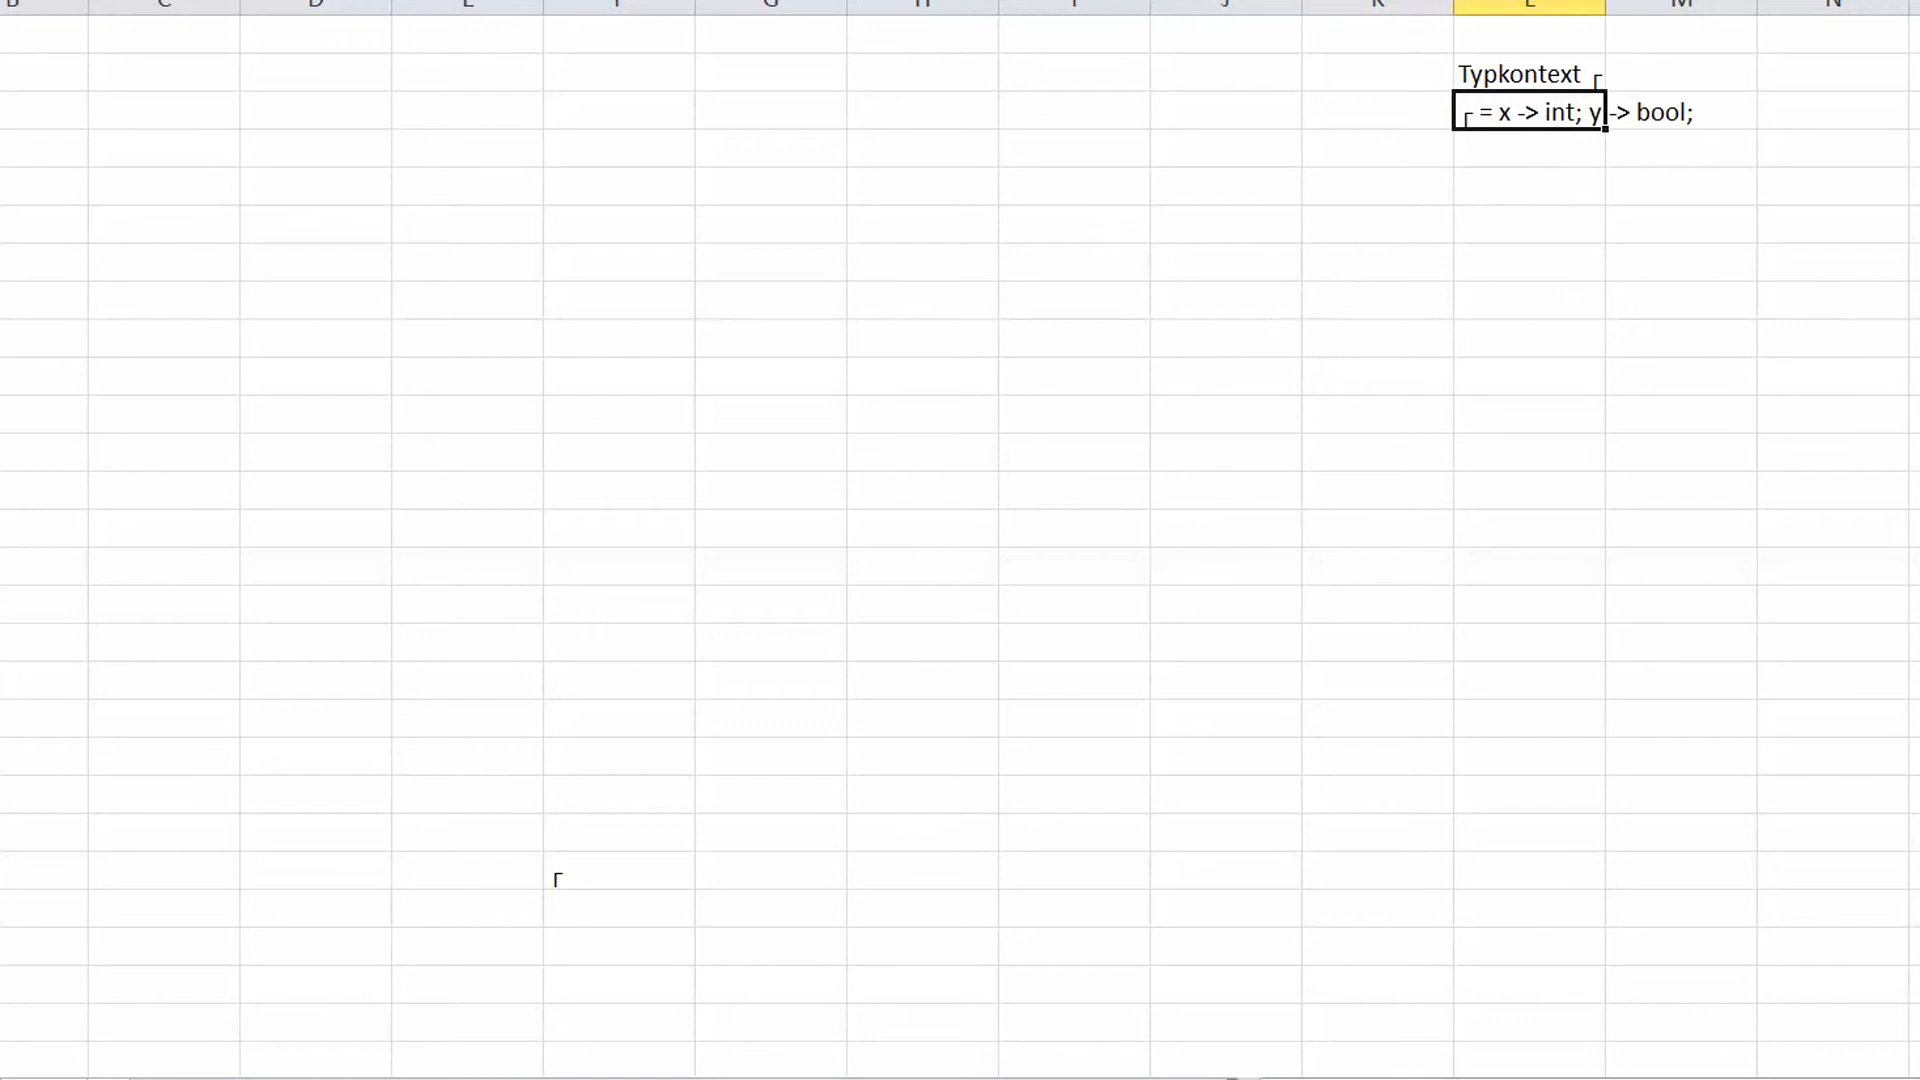 B C D E F G H I J K L M N
Typkontext ┌
┌ = x -> int; y -> bool;
┌